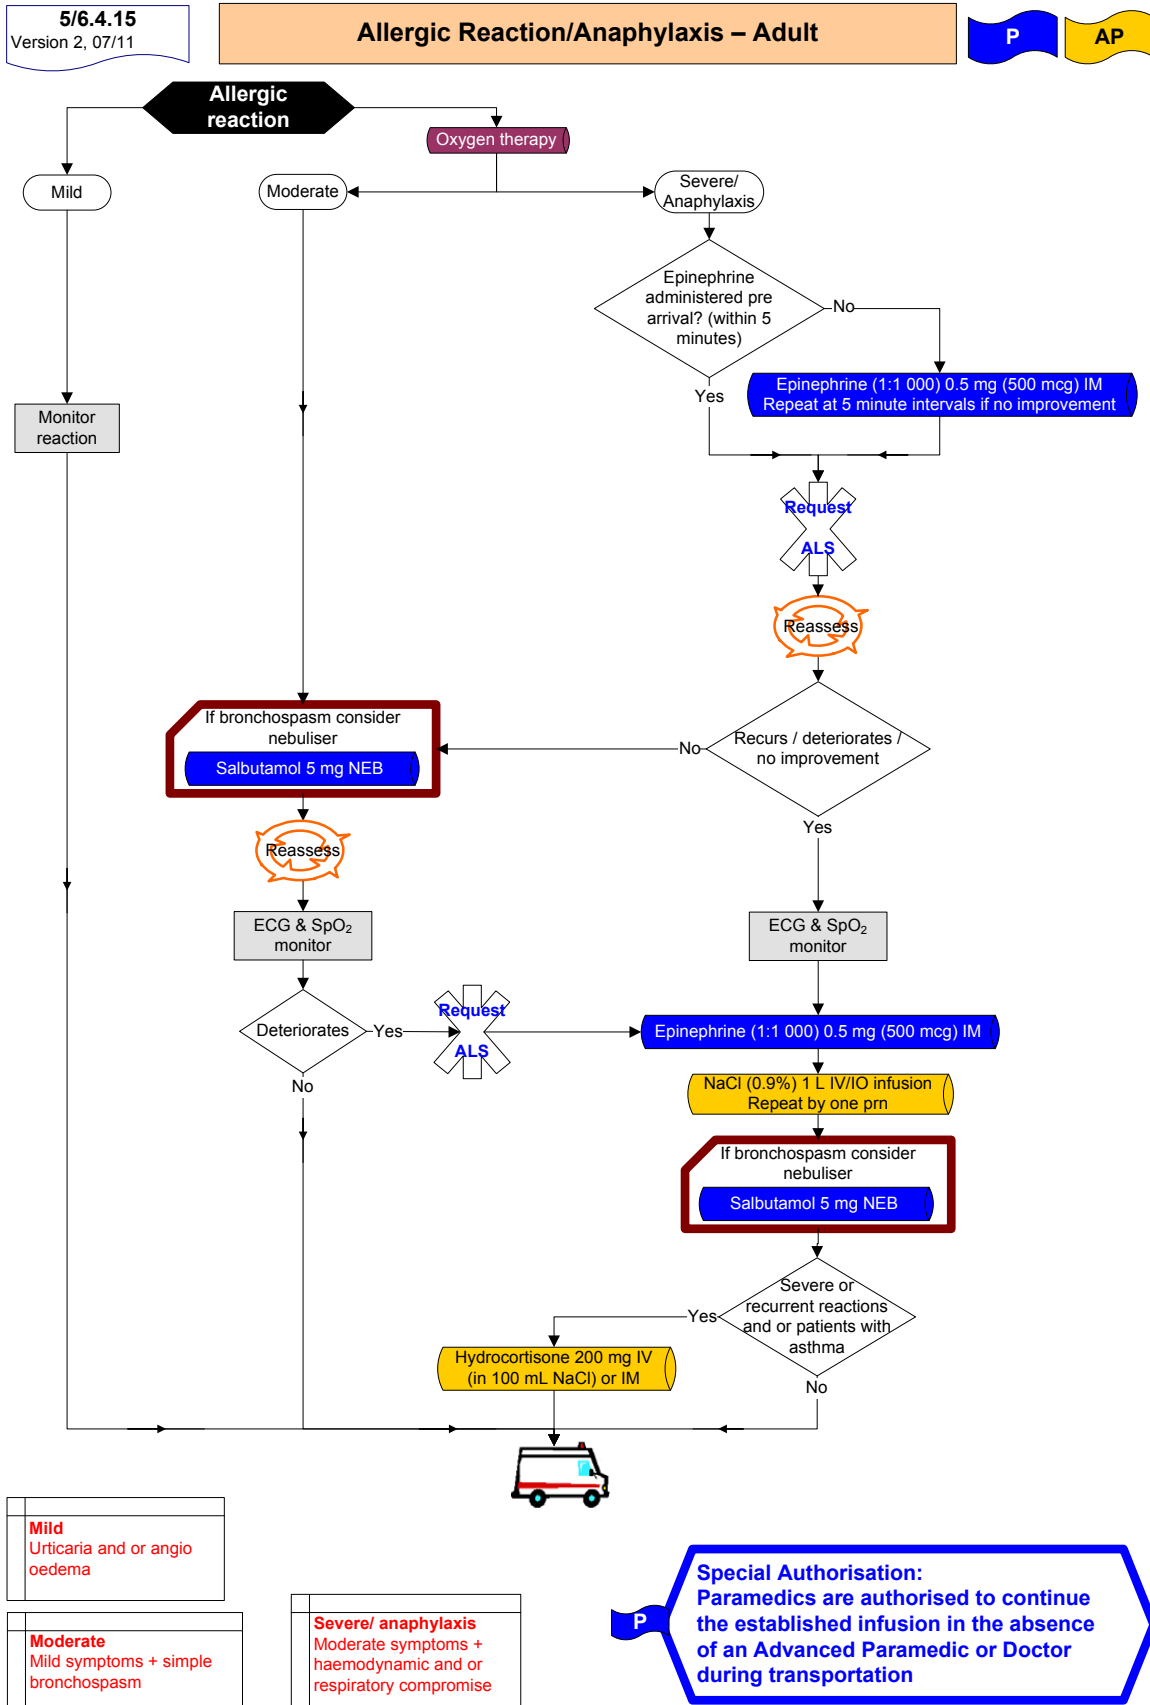 5/6.4.15
Version 2, 07/11
Allergic Reaction/Anaphylaxis – Adult
P
AP
Allergic
reaction
Oxygen therapy
Mild
Moderate
Severe/
Anaphylaxis
Epinephrine
administered pre
arrival? (within 5
minutes)
No
Yes
Epinephrine (1:1 000) 0.5 mg (500 mcg) IM
Repeat at 5 minute intervals if no improvement
Monitor
reaction
Request
ALS
Reassess
If bronchospasm consider
nebuliser
Salbutamol 5 mg NEB
No
Recurs / deteriorates /
no improvement
Yes
Reassess
ECG & SpO₂
monitor
ECG & SpO₂
monitor
Deteriorates
Yes
Request
ALS
Epinephrine (1:1 000) 0.5 mg (500 mcg) IM
No
NaCl (0.9%) 1 L IV/IO infusion
Repeat by one prn
If bronchospasm consider
nebuliser
Salbutamol 5 mg NEB
Severe or
recurrent reactions
and or patients with
asthma
Yes
Hydrocortisone 200 mg IV
(in 100 mL NaCl) or IM
No
Mild
Urticaria and or angio
oedema
Moderate
Mild symptoms + simple
bronchospasm
Severe/ anaphylaxis
Moderate symptoms +
haemodynamic and or
respiratory compromise
P
Special Authorisation:
Paramedics are authorised to continue
the established infusion in the absence
of an Advanced Paramedic or Doctor
during transportation